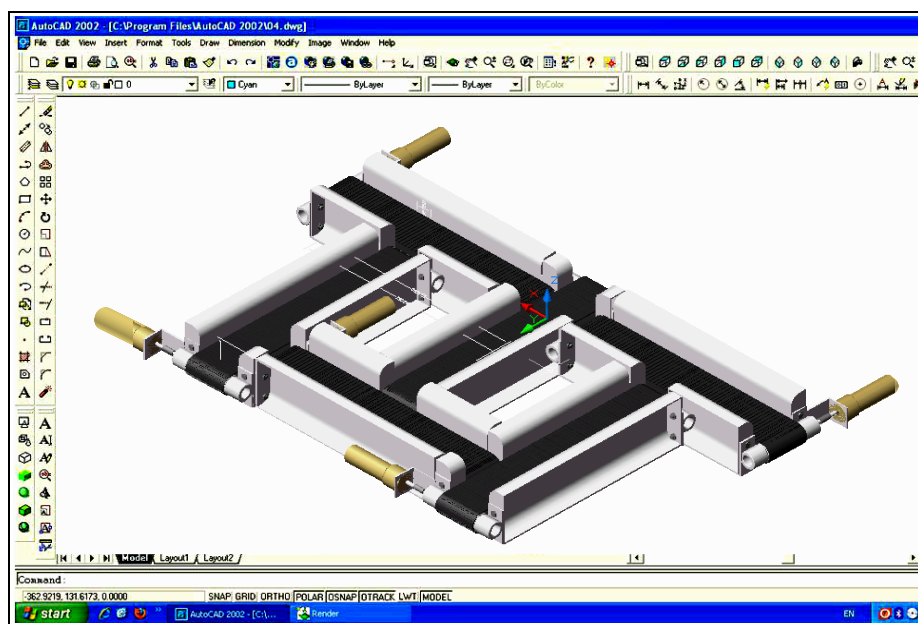 AutoCAD 2002 - [C:\Program Files\AutoCAD 2002\04.dwg]
File Edit View Insert Format Tools Draw Dimension Modify Image Window Help
0 Cyan ByLayer ByLayer ByColor
Z
X
Y
Model Layout1 Layout2
Command:
-362.9219, 131.6173, 0.0000 SNAP GRID ORTHO POLAR OSNAP OTRACK LWT MODEL
start AutoCAD 2002 - [C:\... Render EN